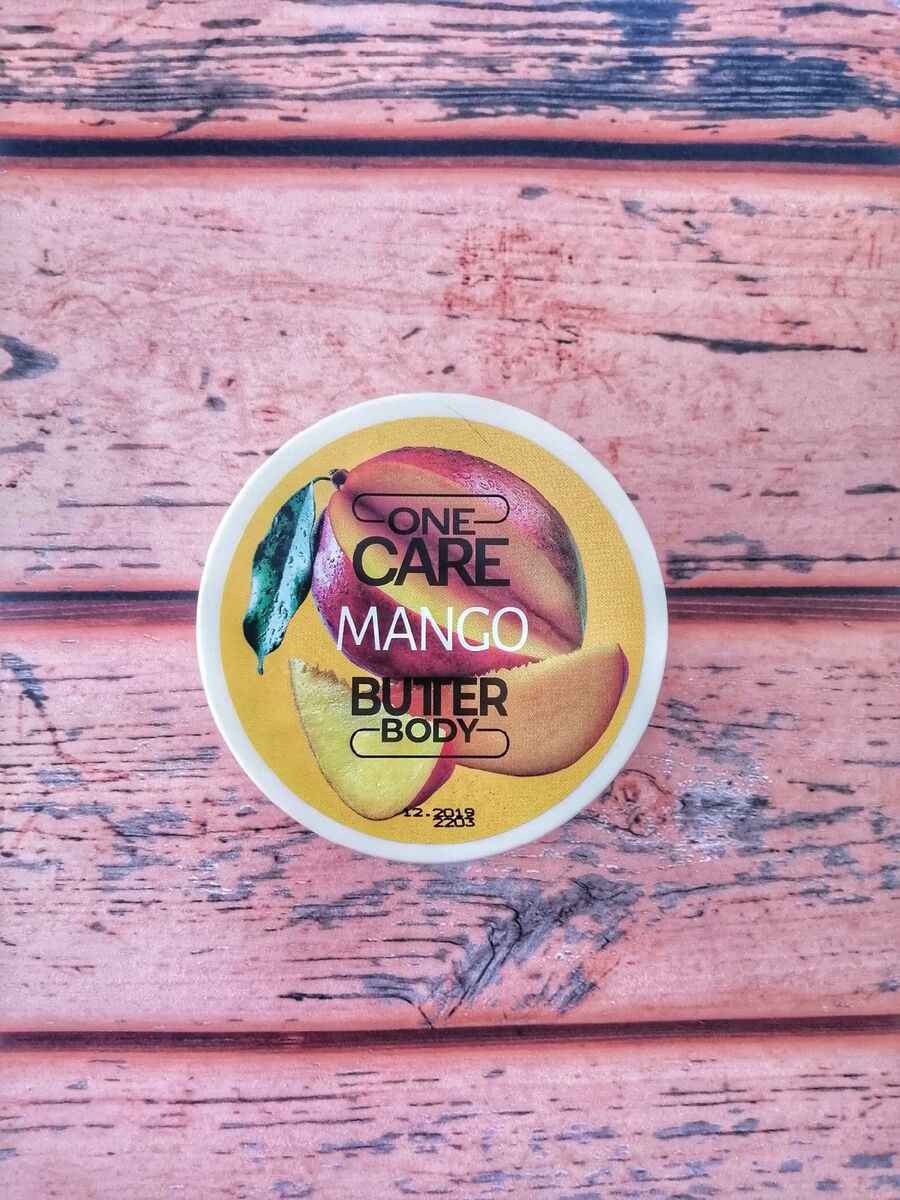 ONE
CARE
MANGO
BUTTER
BODY
12.2019
2203